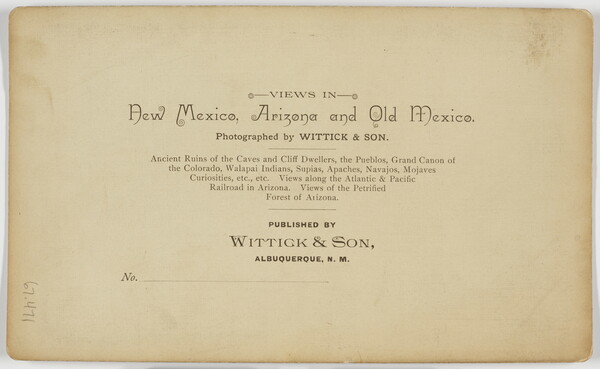 VIEWS IN
New Mexico, Arizona and Old Mexico.
Photographed by WITTICK & SON.
Ancient Ruins of the Caves and Cliff Dwellers, the Pueblos, Grand Canon of
the Colorado, Walapai Indians, Supias, Apaches, Navajos, Mojaves
Curiosities, etc., etc. Views along the Atlantic & Pacific
Railroad in Arizona. Views of the Petrified
Forest of Arizona.
PUBLISHED BY
WITTICK & SON,
ALBUQUERQUE, N. M.
No.
67.471